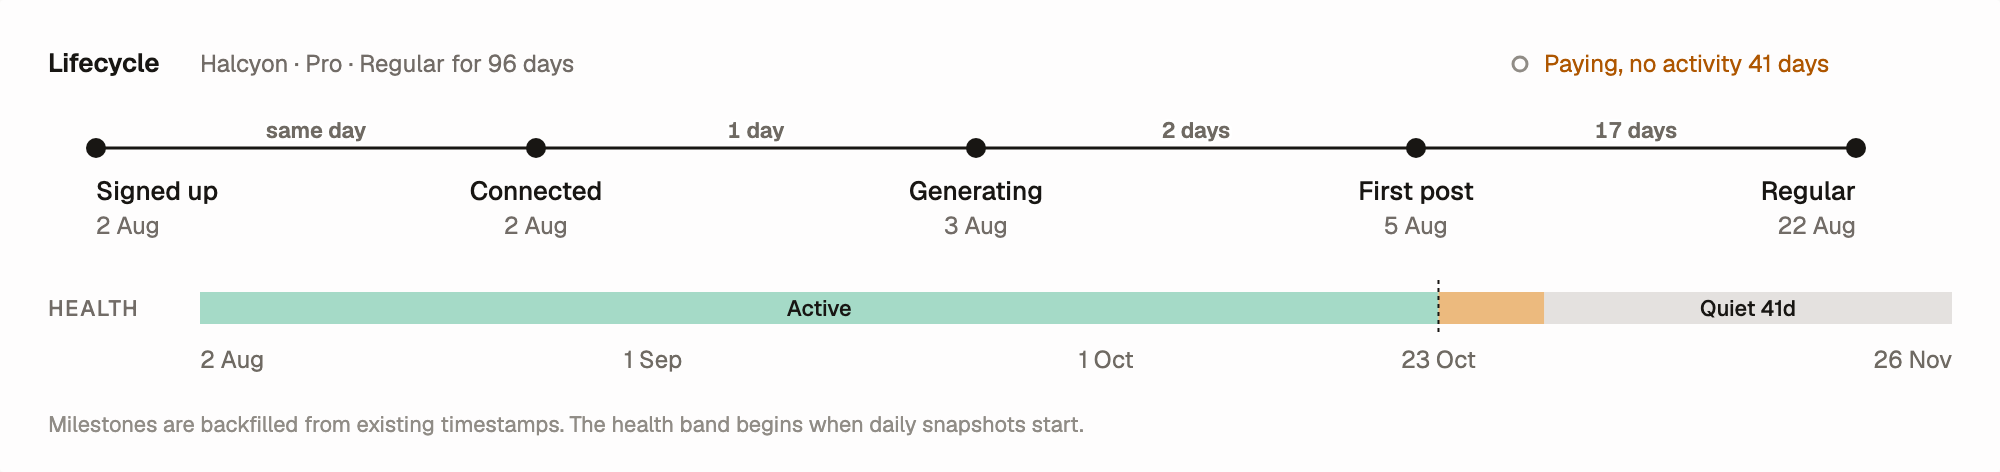 Lifecycle Halcyon · Pro · Regular for 96 days Paying, no activity 41 days
same day 1 day 2 days 17 days
Signed up Connected Generating First post Regular
2 Aug 2 Aug 3 Aug 5 Aug 22 Aug
HEALTH Active Quiet 41d
2 Aug 1 Sep 1 Oct 23 Oct 26 Nov
Milestones are backfilled from existing timestamps. The health band begins when daily snapshots start.